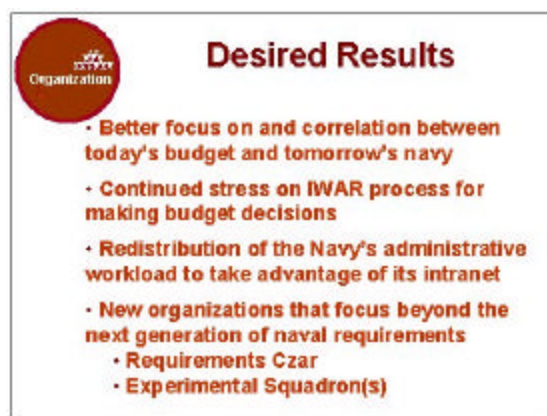 Organization
Desired Results
• Better focus on and correlation between
today's budget and tomorrow's navy
• Continued stress on IWAR process for
making budget decisions
• Redistribution of the Navy's administrative
workload to take advantage of its intranet
• New organizations that focus beyond the
next generation of naval requirements
• Requirements Czar
• Experimental Squadron(s)